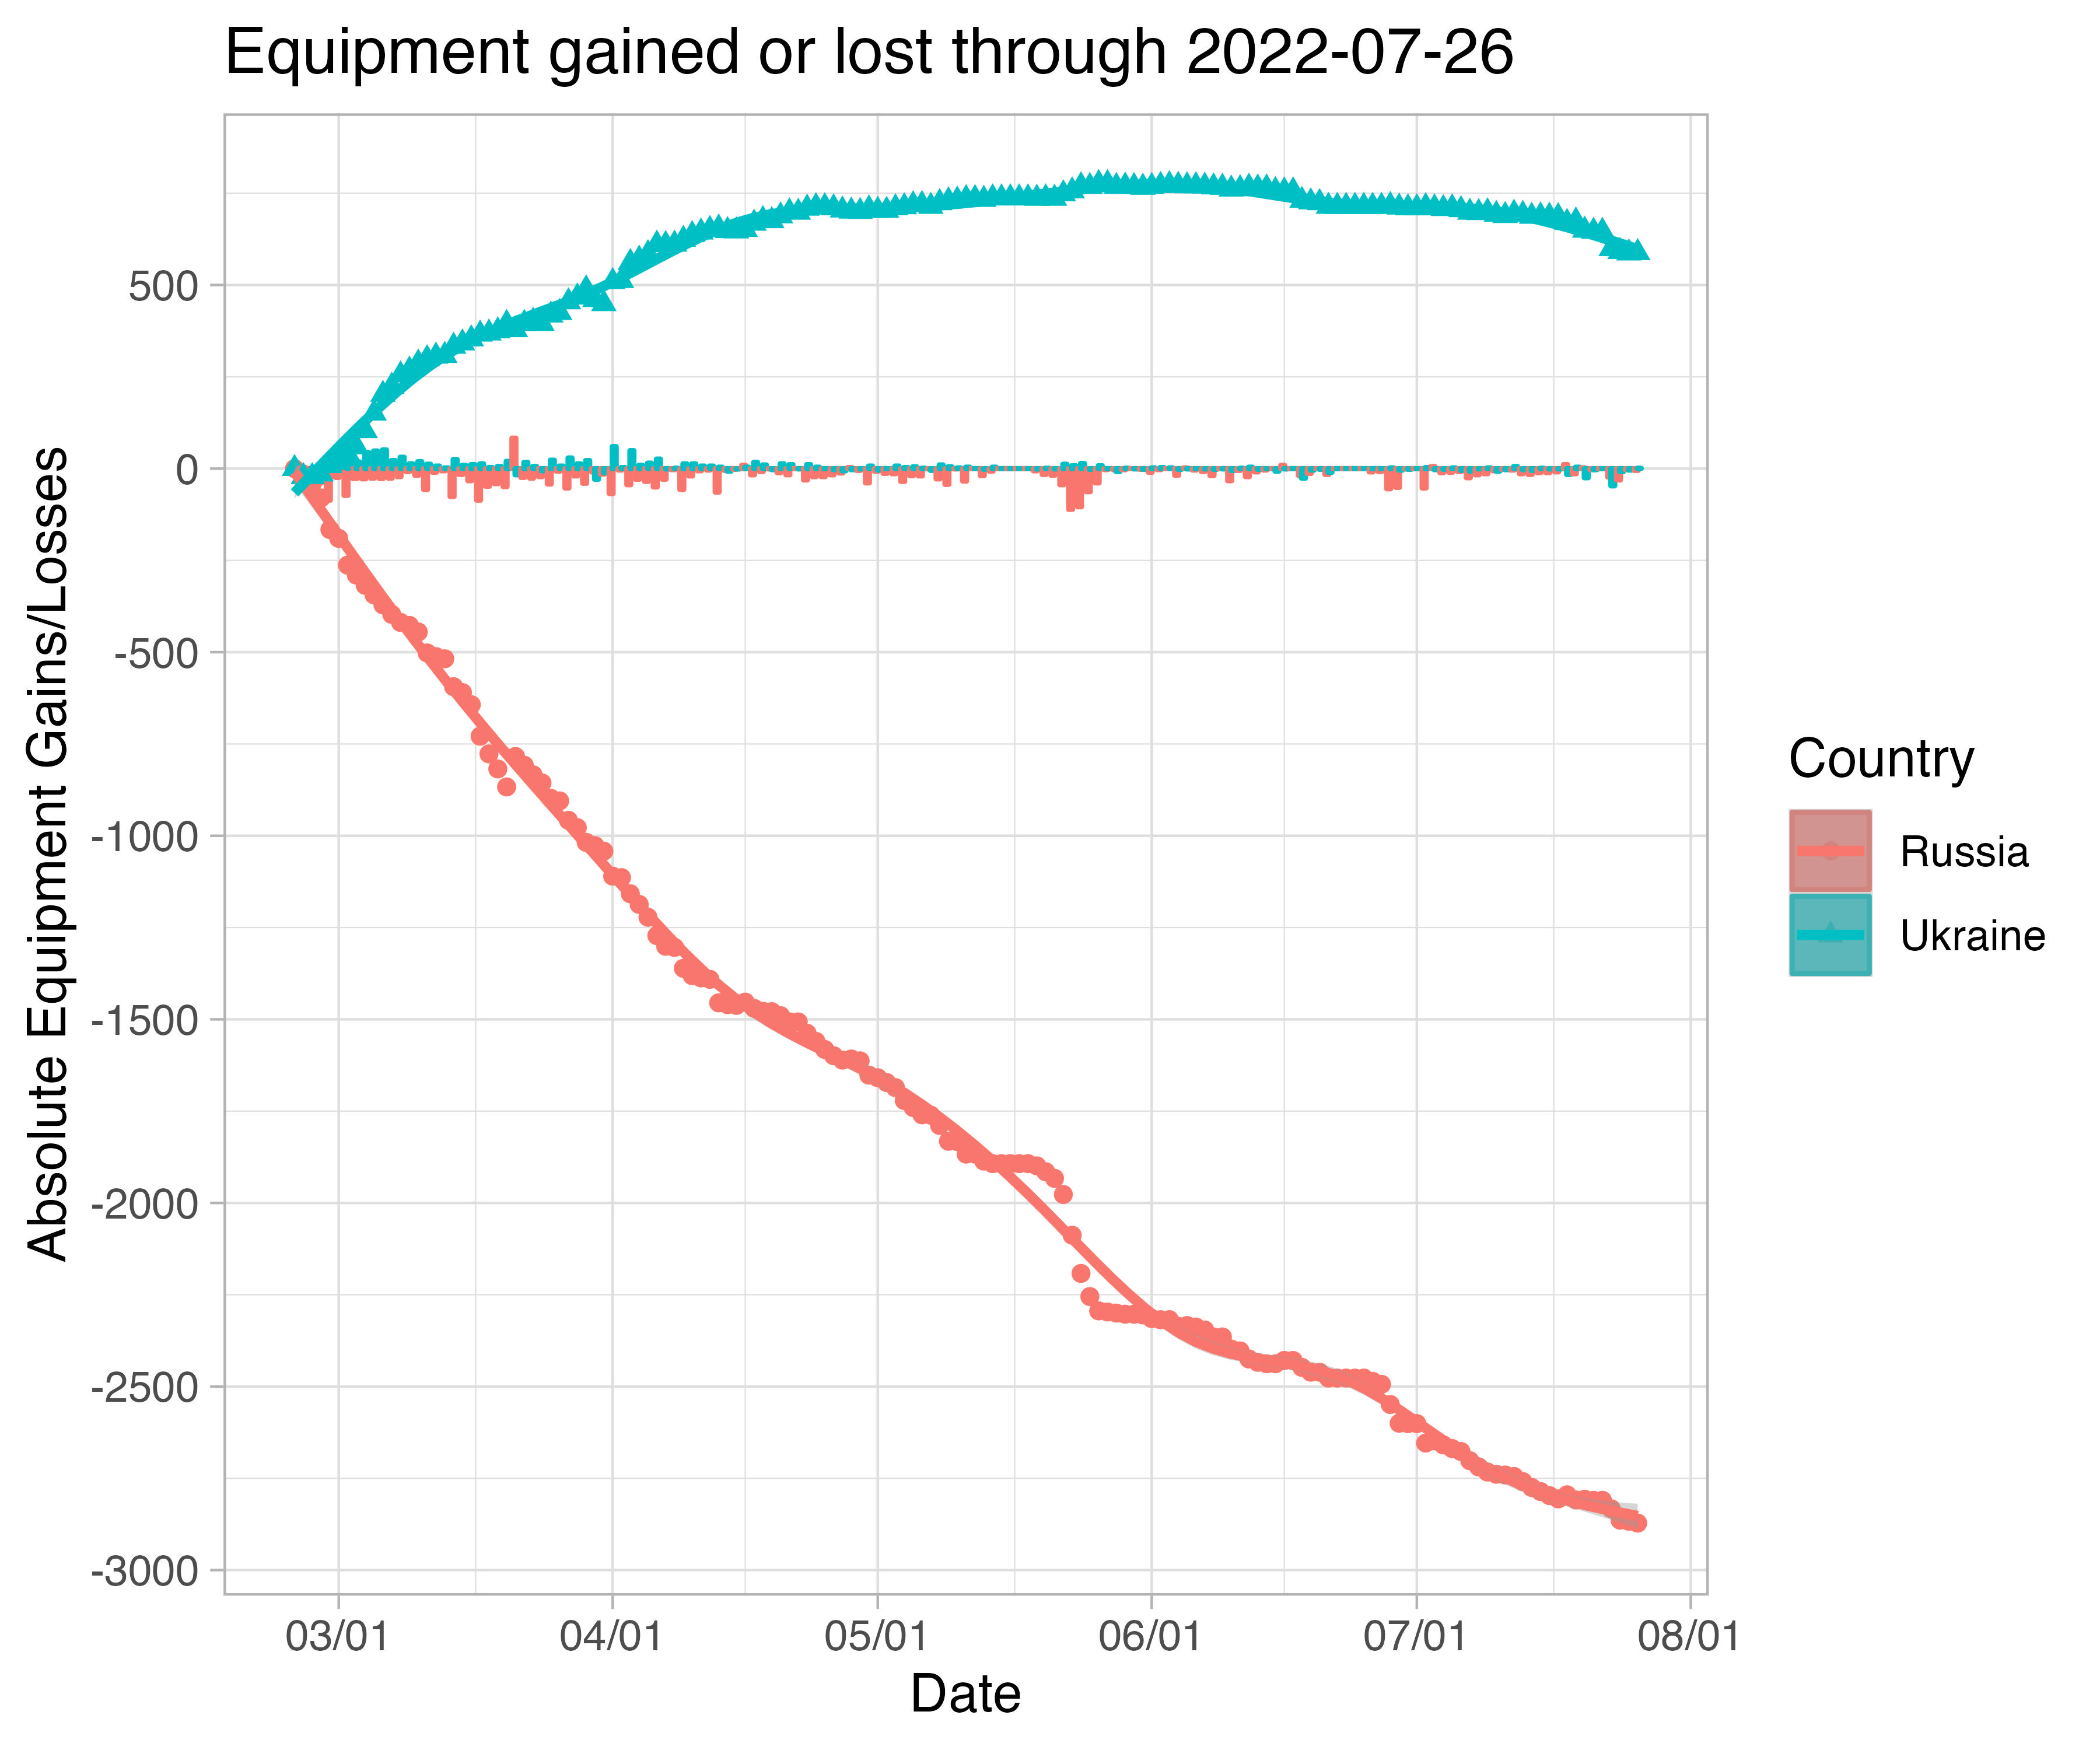 Equipment gained or lost through 2022-07-26
Absolute Equipment Gains/Losses
500
0
-500
-1000
-1500
-2000
-2500
-3000
03/01 04/01 05/01 06/01 07/01 08/01
Date
Country
Russia
Ukraine